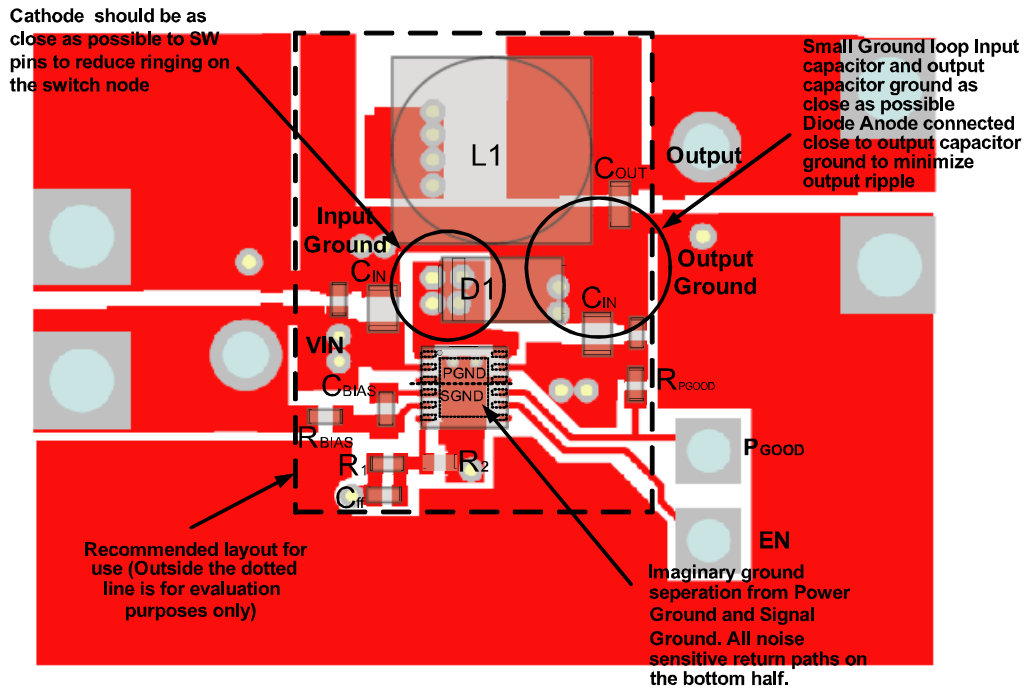 Cathode should be as
close as possible to SW
pins to reduce ringing on
the switch node
Small Ground loop Input
capacitor and output
capacitor ground as
close as possible
Diode Anode connected
close to output capacitor
ground to minimize
output ripple
L1
COUT
Output
Input
Ground
CIN
D1
Output
Ground
CIN
VIN
PGND
SGND
CBIAS
RPGOOD
RBIAS
R1
R2
Cff
PGOOD
EN
Recommended layout for
use (Outside the dotted
line is for evaluation
purposes only)
Imaginary ground
seperation from Power
Ground and Signal
Ground. All noise
sensitive return paths on
the bottom half.